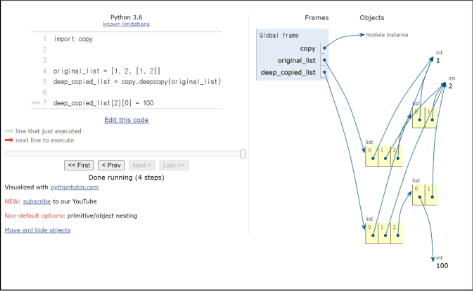 Python 3.6
known limitations
1 import copy
2
3
4 original_list = [1, 2, [1, 2]]
5 deep_copied_list = copy.deepcopy(original_list)
6
7 deep_copied_list[2][0] = 100
Edit this code
line that just executed
next line to execute
<< First < Prev Next > Last >>
Done running (4 steps)
Visualized with pythontutor.com
NEW: subscribe to our YouTube
Non-default options: primitive/object nesting
Move and hide objects
Frames Objects
Global frame
copy
original_list
deep_copied_list
module instance
int
1
int
2
list
0 1
list
0 1 2
list
0 1
list
0 1 2
int
100